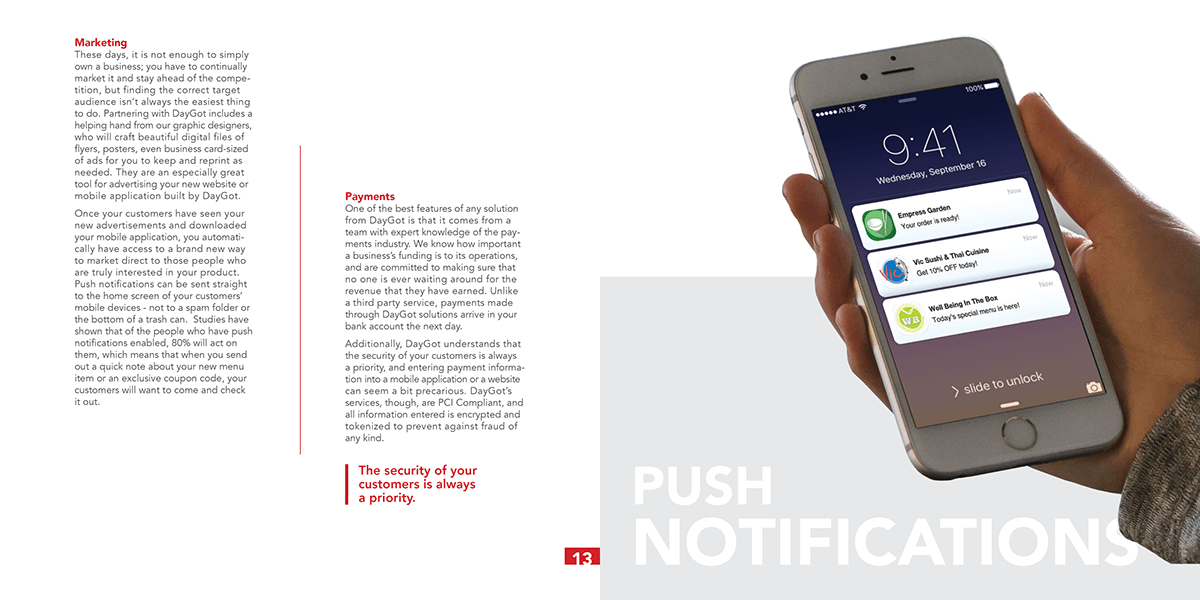 Marketing
These days, it is not enough to simply
own a business; you have to continually
market it and stay ahead of the compe-
tition, but finding the correct target
audience isn't always the easiest thing
to do. Partnering with DayGot includes a
helping hand from our graphic designers,
who will craft beautiful digital files of
flyers, posters, even business card-sized
of ads for you to keep and reprint as
needed. They are an especially great
tool for advertising your new website or
mobile application built by DayGot.
Once your customers have seen your
new advertisements and downloaded
your mobile application, you automati-
cally have access to a brand new way
to market direct to those people who
are truly interested in your product.
Push notifications can be sent straight
to the home screen of your customers'
mobile devices - not to a spam folder or
the bottom of a trash can.  Studies have
shown that of the people who have push
notifications enabled, 80% will act on
them, which means that when you send
out a quick note about your new menu
item or an exclusive coupon code, your
customers will want to come and check
it out.
Payments
One of the best features of any solution
from DayGot is that it comes from a
team with expert knowledge of the pay-
ments industry. We know how important
a business's funding is to its operations,
and are committed to making sure that
no one is ever waiting around for the
revenue that they have earned. Unlike
a third party service, payments made
through DayGot solutions arrive in your
bank account the next day.
Additionally, DayGot understands that
the security of your customers is always
a priority, and entering payment informa-
tion into a mobile application or a website
can seem a bit precarious. DayGot's
services, though, are PCI Compliant, and
all information entered is encrypted and
tokenized to prevent against fraud of
any kind.
The security of your
customers is always
a priority.
13
AT&T 100%
9:41
Wednesday, September 16
Empress Garden Now
Your order is ready!
Vic Sushi & Thai Cuisine Now
Vic
Get 10% OFF today!
Well Being In The Box Now
WB
Today's special menu is here!
> slide to unlock
PUSH
NOTIFICATIONS